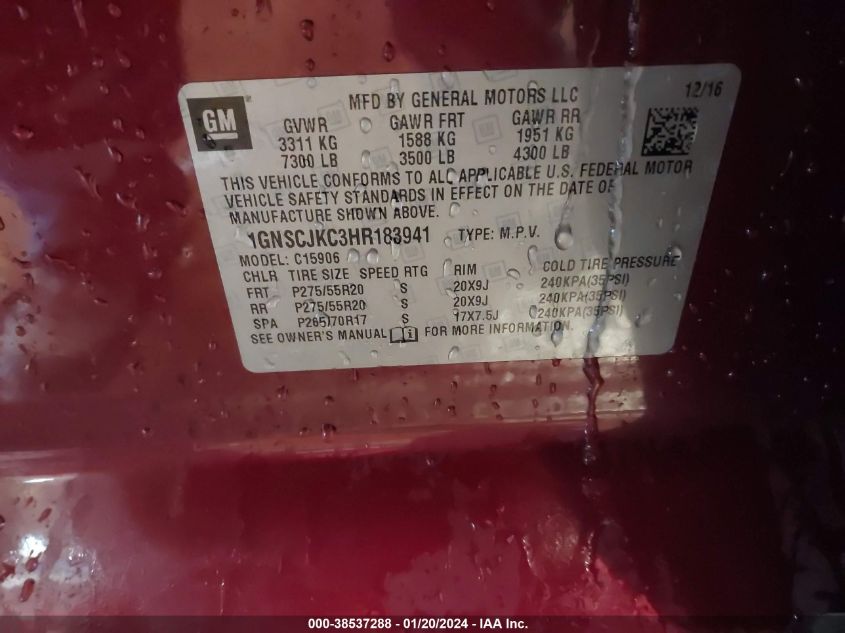 GM
MFD BY GENERAL MOTORS LLC 12/16
GVWR GAWR FRT GAWR RR
3311 KG 1588 KG 1951 KG
7300 LB 3500 LB 4300 LB
THIS VEHICLE CONFORMS TO ALL APPLICABLE U.S. FEDERAL MOTOR
VEHICLE SAFETY STANDARDS IN EFFECT ON THE DATE OF
MANUFACTURE SHOWN ABOVE.
1GNSCJKC3HR183941 TYPE: M.P.V.
MODEL: C15906
CHLR TIRE SIZE SPEED RTG RIM COLD TIRE PRESSURE
FRT P275/55R20 S 20X9J 240KPA(35PSI)
RR P275/55R20 S 20X9J 240KPA(35PSI)
SPA P265/70R17 S 17X7.5J 240KPA(35PSI)
SEE OWNER'S MANUAL FOR MORE INFORMATION.
000-38537288 - 01/20/2024 - IAA Inc.